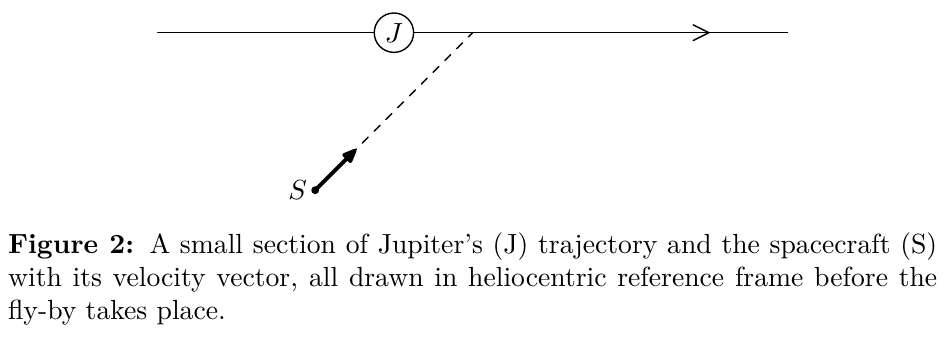 J
S
Figure 2: A small section of Jupiter's (J) trajectory and the spacecraft (S)
with its velocity vector, all drawn in heliocentric reference frame before the
fly-by takes place.